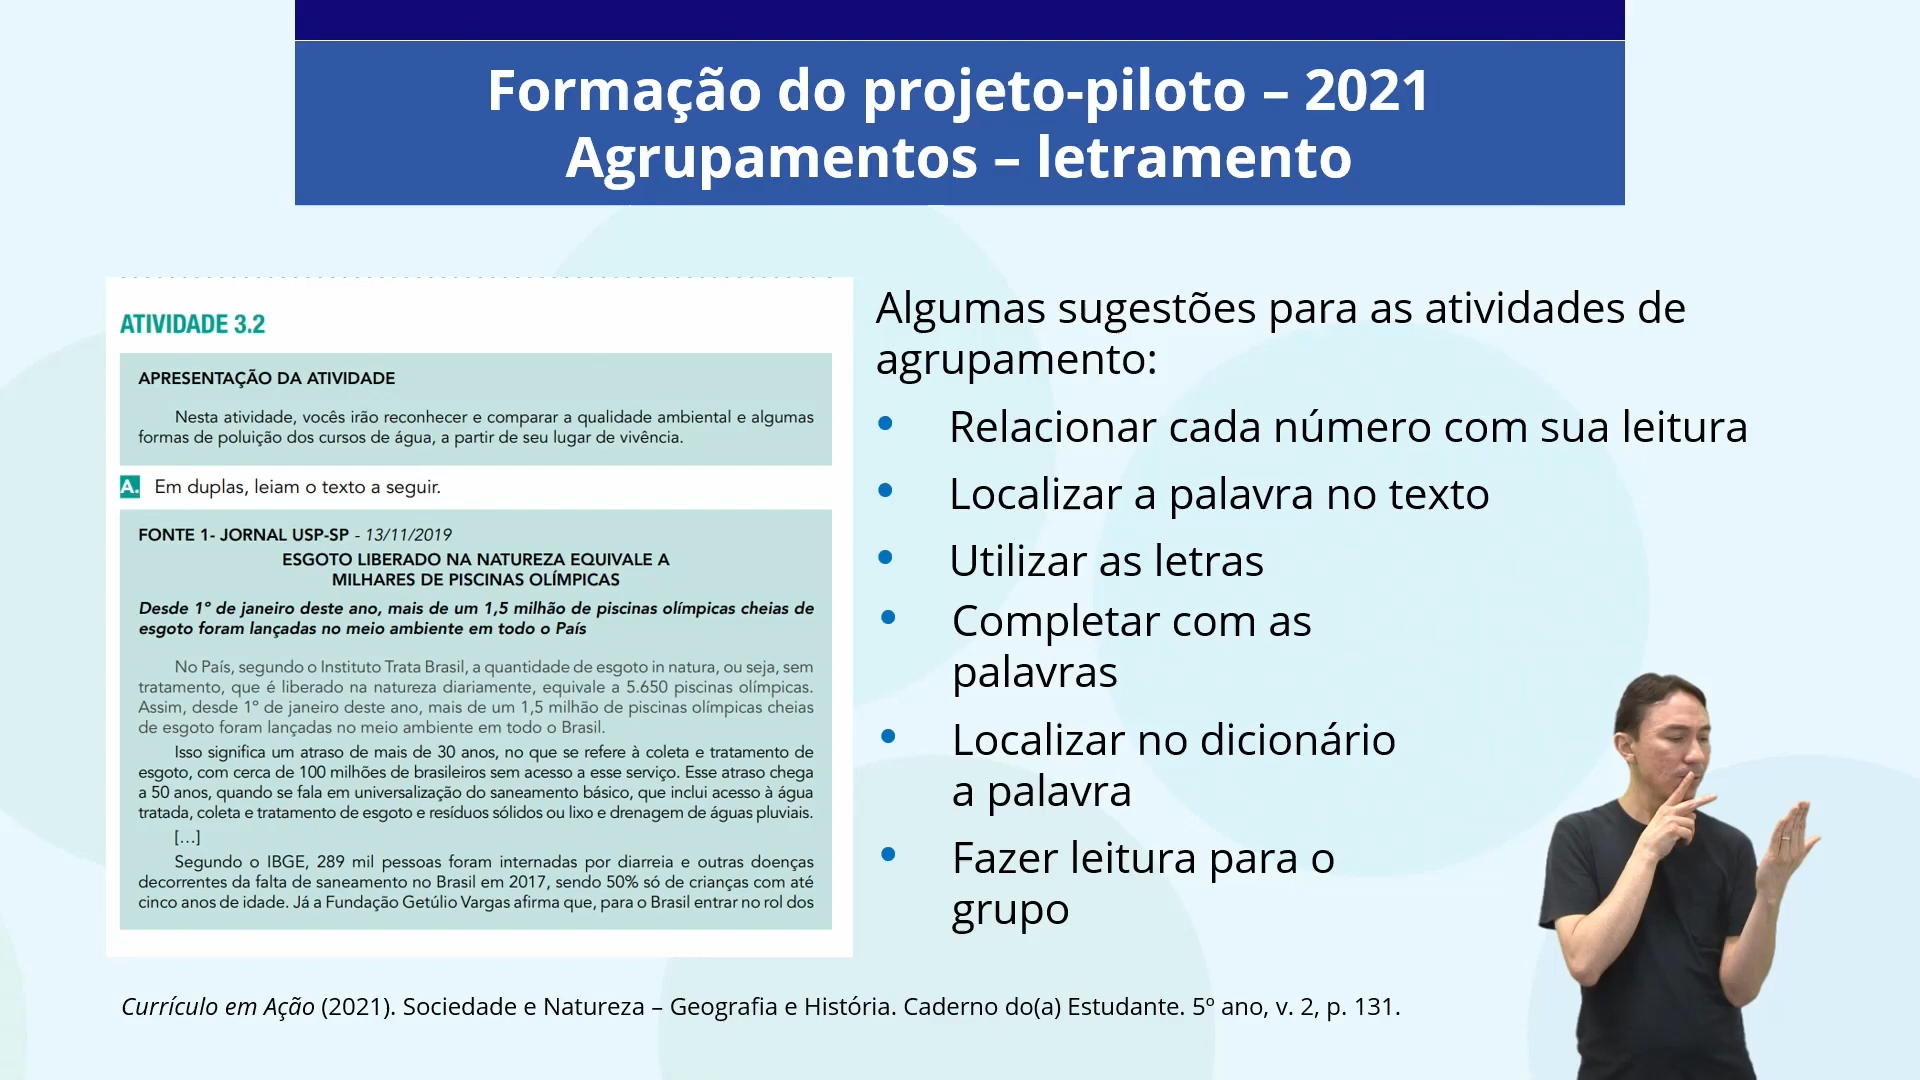 Formação do projeto-piloto – 2021
Agrupamentos – letramento
ATIVIDADE 3.2
APRESENTAÇÃO DA ATIVIDADE
Nesta atividade, vocês irão reconhecer e comparar a qualidade ambiental e algumas
formas de poluição dos cursos de água, a partir de seu lugar de vivência.
A. Em duplas, leiam o texto a seguir.
FONTE 1- JORNAL USP-SP - 13/11/2019
ESGOTO LIBERADO NA NATUREZA EQUIVALE A
MILHARES DE PISCINAS OLÍMPICAS
Desde 1º de janeiro deste ano, mais de um 1,5 milhão de piscinas olímpicas cheias de
esgoto foram lançadas no meio ambiente em todo o País
No País, segundo o Instituto Trata Brasil, a quantidade de esgoto in natura, ou seja, sem
tratamento, que é liberado na natureza diariamente, equivale a 5.650 piscinas olímpicas.
Assim, desde 1º de janeiro deste ano, mais de um 1,5 milhão de piscinas olímpicas cheias
de esgoto foram lançadas no meio ambiente em todo o Brasil.
Isso significa um atraso de mais de 30 anos, no que se refere à coleta e tratamento de
esgoto, com cerca de 100 milhões de brasileiros sem acesso a esse serviço. Esse atraso chega
a 50 anos, quando se fala em universalização do saneamento básico, que inclui acesso à água
tratada, coleta e tratamento de esgoto e resíduos sólidos ou lixo e drenagem de águas pluviais.
[...]
Segundo o IBGE, 289 mil pessoas foram internadas por diarreia e outras doenças
decorrentes da falta de saneamento no Brasil em 2017, sendo 50% só de crianças com até
cinco anos de idade. Já a Fundação Getúlio Vargas afirma que, para o Brasil entrar no rol dos
Algumas sugestões para as atividades de
agrupamento:
• Relacionar cada número com sua leitura
• Localizar a palavra no texto
• Utilizar as letras
• Completar com as
palavras
• Localizar no dicionário
a palavra
• Fazer leitura para o
grupo
Currículo em Ação (2021). Sociedade e Natureza – Geografia e História. Caderno do(a) Estudante. 5º ano, v. 2, p. 131.